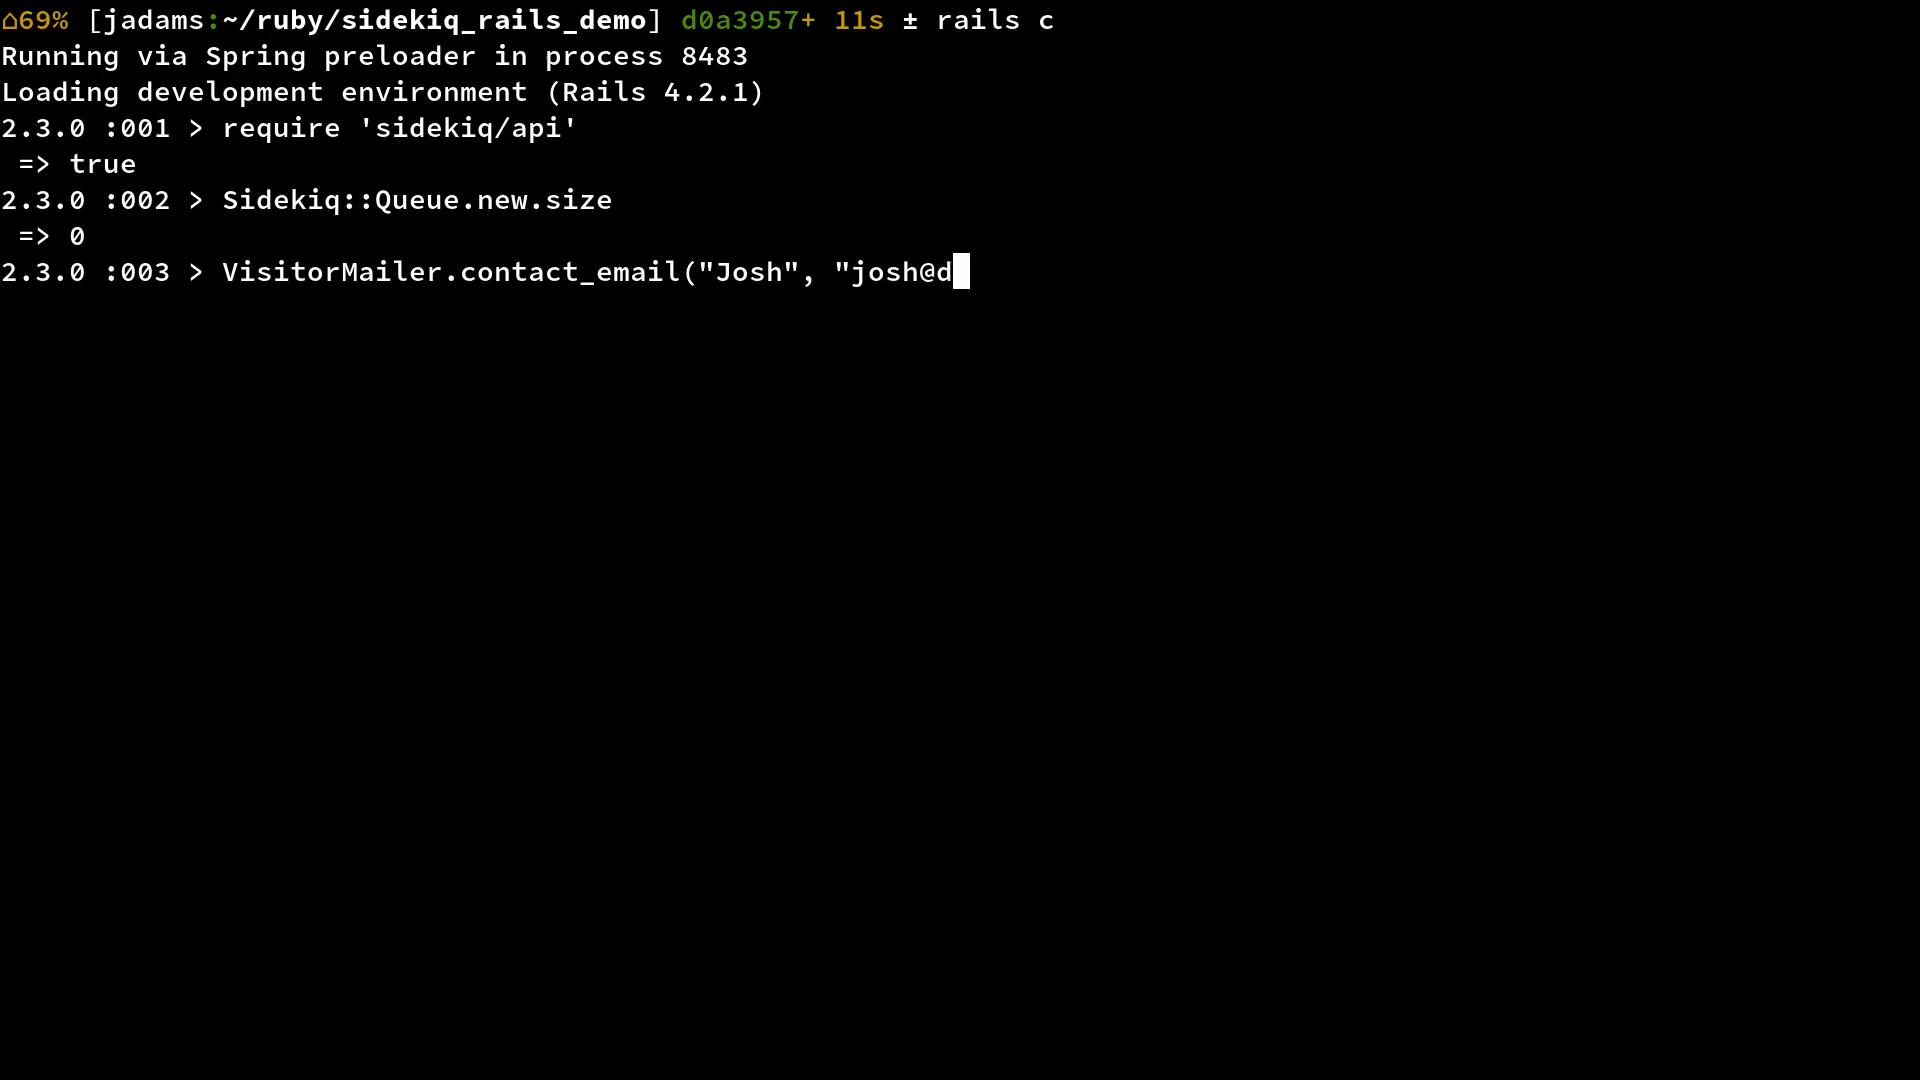 ⌂69% [jadams:~/ruby/sidekiq_rails_demo] d0a3957+ 11s ± rails c
Running via Spring preloader in process 8483
Loading development environment (Rails 4.2.1)
2.3.0 :001 > require 'sidekiq/api'
 => true
2.3.0 :002 > Sidekiq::Queue.new.size
 => 0
2.3.0 :003 > VisitorMailer.contact_email("Josh", "josh@d